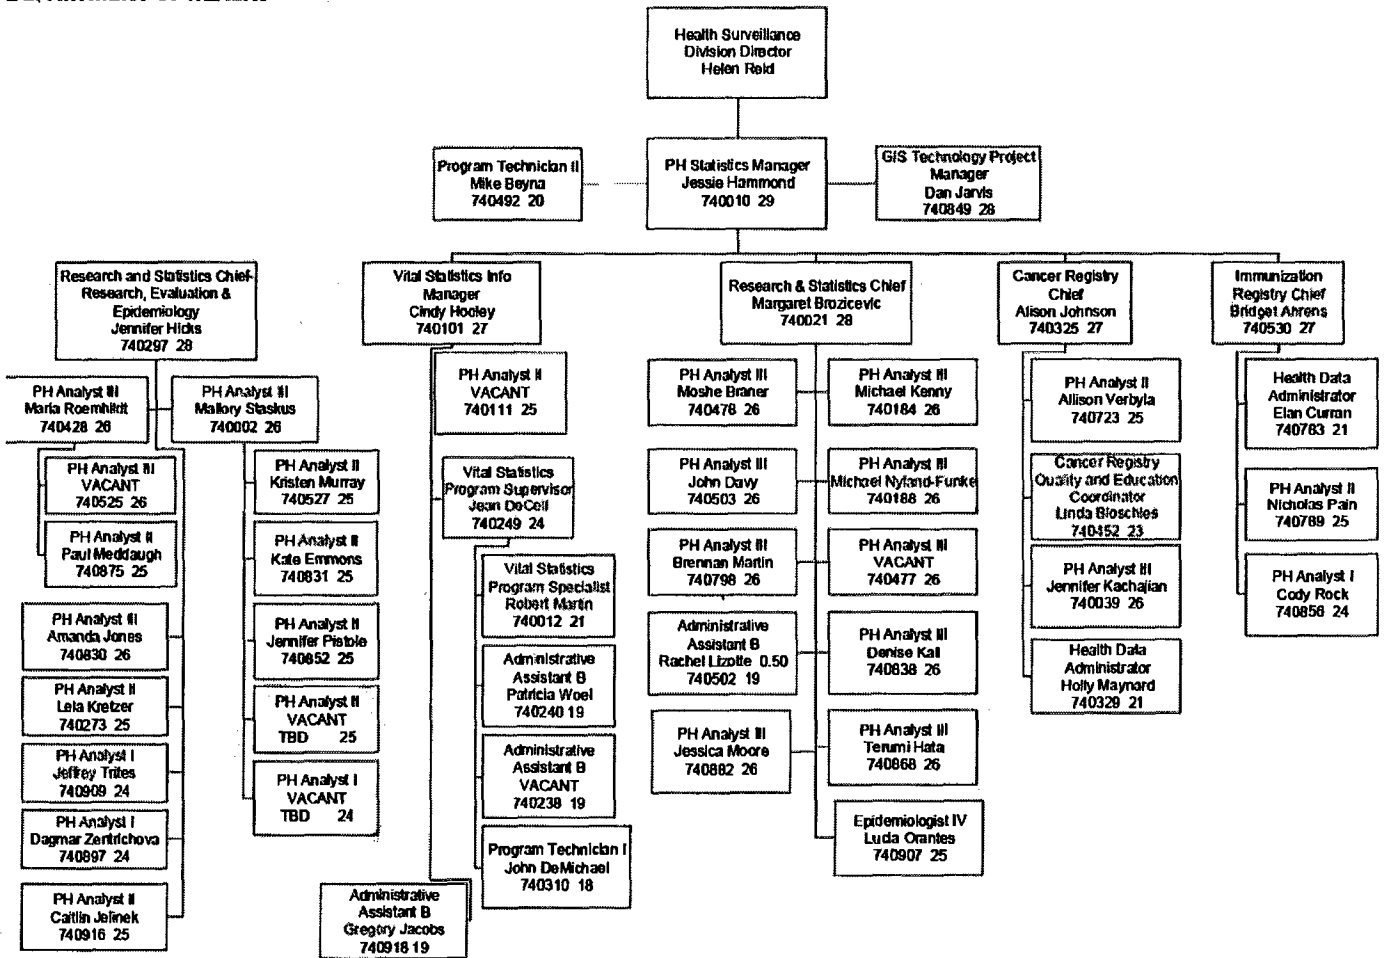 Health Surveillance
Division Director
Helen Reid
Program Technician II
Mike Beyna
740492 20
PH Statistics Manager
Jessie Hammond
740010 29
GIS Technology Project
Manager
Dan Jarvis
740849 28
Research and Statistics Chief-
Research, Evaluation &
Epidemiology
Jennifer Hicks
740297 28
Vital Statistics Info
Manager
Cindy Hooley
740101 27
Research & Statistics Chief
Margaret Brozicevic
740021 28
Cancer Registry
Chief
Alison Johnson
740325 27
Immunization
Registry Chief
Bridget Ahrens
740530 27
PH Analyst III
Maria Roemhildt
740428 26
PH Analyst III
Mallory Staskus
740002 26
PH Analyst III
VACANT
740525 26
PH Analyst II
Paul Meddaugh
740875 25
PH Analyst III
Amanda Jones
740830 26
PH Analyst II
Lela Kretzer
740273 25
PH Analyst I
Jeffrey Trites
740909 24
PH Analyst I
Dagmar Zentrichova
740897 24
PH Analyst II
Caitlin Jelinek
740916 25
PH Analyst II
Kristen Murray
740527 25
PH Analyst II
Kate Emmons
740831 25
PH Analyst II
Jennifer Pistole
740852 25
PH Analyst II
VACANT
TBD 25
PH Analyst I
VACANT
TBD 24
PH Analyst II
VACANT
740111 25
Vital Statistics
Program Supervisor
Jean DeCell
740249 24
Vital Statistics
Program Specialist
Robert Martin
740012 21
Administrative
Assistant B
Patricia Woel
740240 19
Administrative
Assistant B
VACANT
740238 19
Program Technician I
John DeMichael
740310 18
Administrative
Assistant B
Gregory Jacobs
740918 19
PH Analyst III
Moshe Braner
740478 26
PH Analyst III
Michael Kenny
740184 26
PH Analyst III
John Davy
740503 26
PH Analyst III
Michael Nyland-Funke
740188 26
PH Analyst III
Brennan Martin
740798 26
PH Analyst III
VACANT
740477 26
Administrative
Assistant B
Rachel Lizotte 0.50
740502 19
PH Analyst III
Denise Kall
740838 26
PH Analyst III
Jessica Moore
740882 26
PH Analyst III
Terumi Hata
740868 26
Epidemiologist IV
Lucia Orantes
740907 25
PH Analyst II
Allison Verbyla
740723 25
Cancer Registry
Quality and Education
Coordinator
Linda Bloschies
740452 23
PH Analyst III
Jennifer Kachajian
740039 26
Health Data
Administrator
Holly Maynard
740329 21
Health Data
Administrator
Elan Curran
740783 21
PH Analyst II
Nicholas Pain
740789 25
PH Analyst I
Cody Rock
740856 24